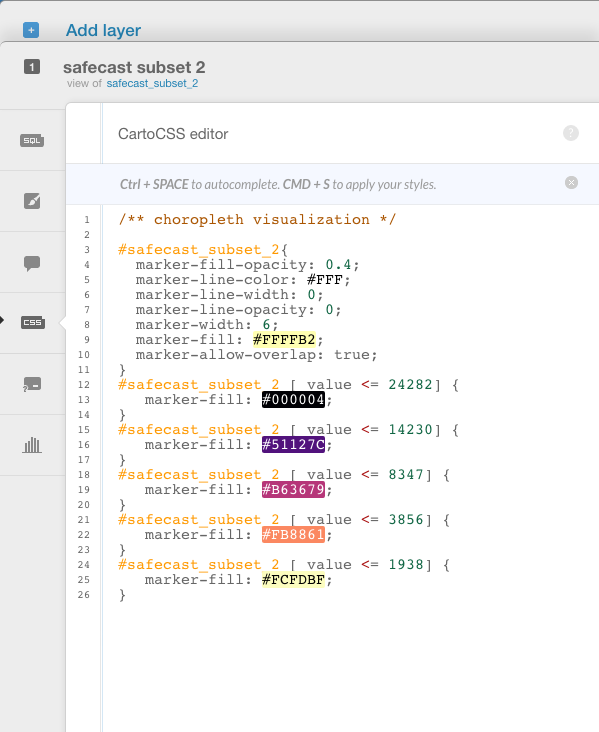 Add layer
1 safecast subset 2
view of safecast_subset_2
SQL
CSS
CartoCSS editor ?
Ctrl + SPACE to autocomplete. CMD + S to apply your styles.
1 /** choropleth visualization */
2
3 #safecast_subset_2{
4 marker-fill-opacity: 0.4;
5 marker-line-color: #FFF;
6 marker-line-width: 0;
7 marker-line-opacity: 0;
8 marker-width: 6;
9 marker-fill: #FFFFB2;
10 marker-allow-overlap: true;
11 }
12 #safecast_subset_2 [ value <= 24282] {
13 marker-fill: #000004;
14 }
15 #safecast_subset_2 [ value <= 14230] {
16 marker-fill: #51127C;
17 }
18 #safecast_subset_2 [ value <= 8347] {
19 marker-fill: #B63679;
20 }
21 #safecast_subset_2 [ value <= 3856] {
22 marker-fill: #FB8861;
23 }
24 #safecast_subset_2 [ value <= 1938] {
25 marker-fill: #FCFDBF;
26 }